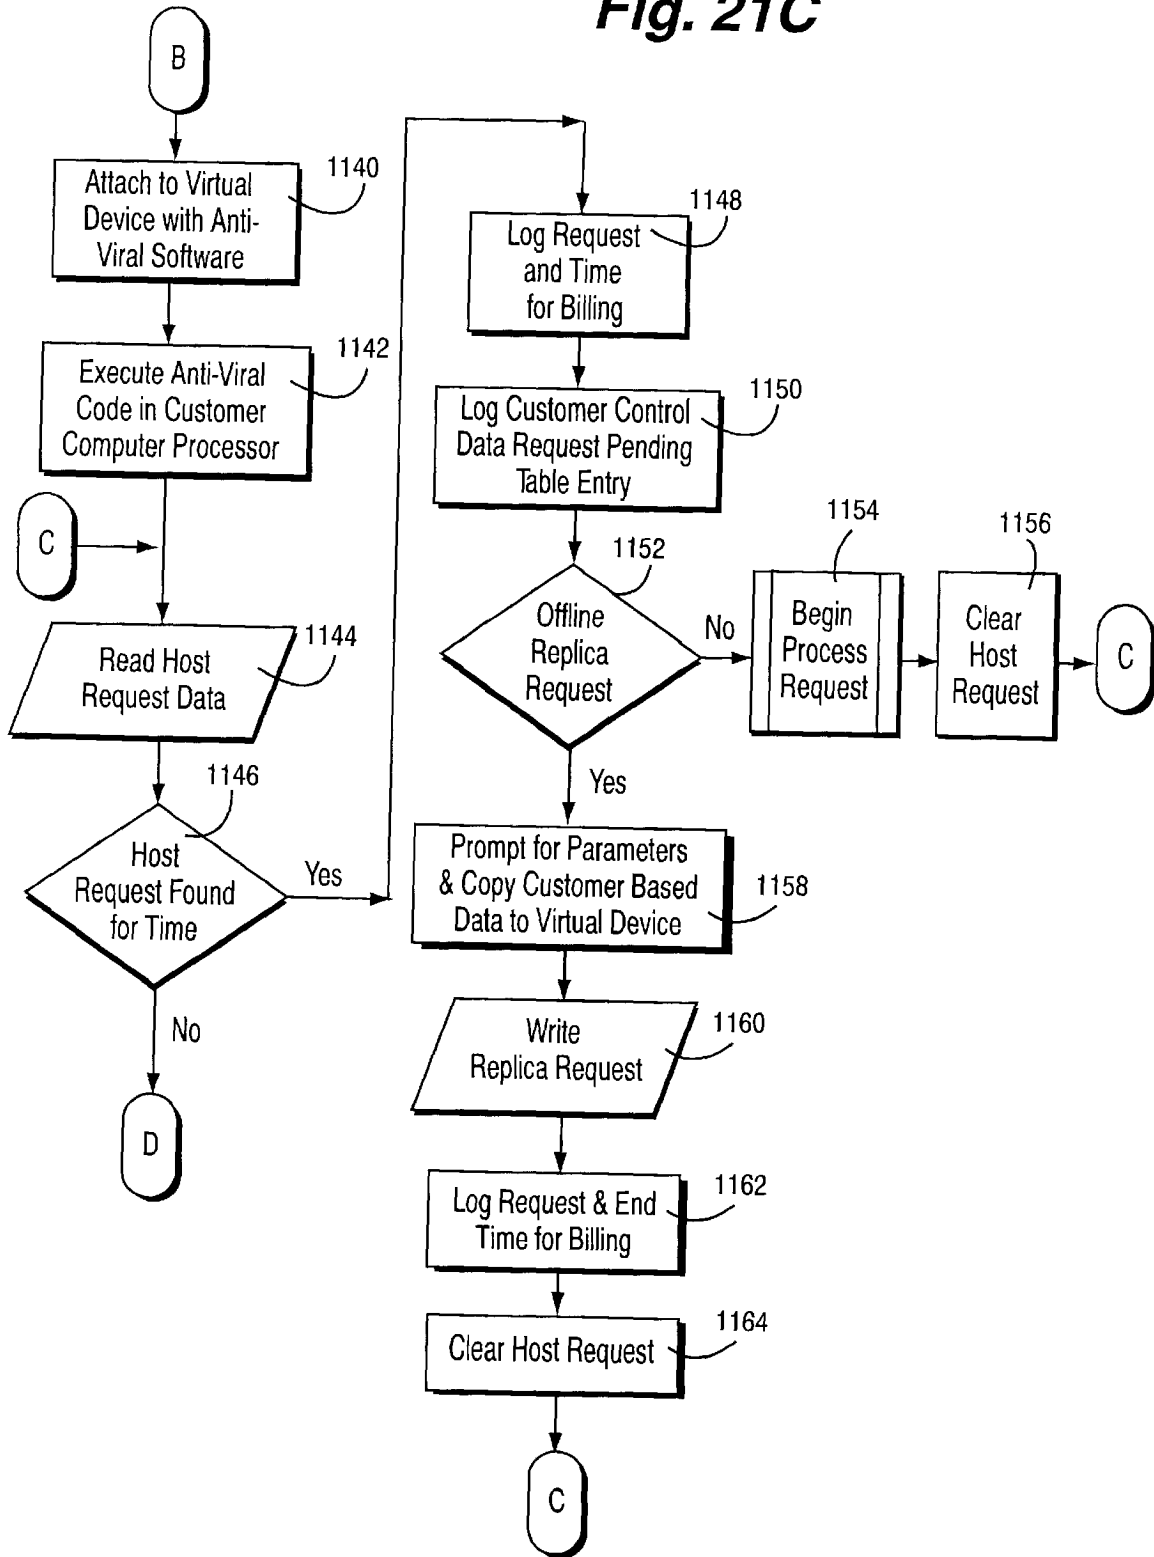 Fig. 21C
B
1140
Attach to Virtual
Device with Anti-
Viral Software
1142
Execute Anti-Viral
Code in Customer
Computer Processor
C
1144
Read Host
Request Data
1146
Host
Request Found
for Time
Yes
No
D
1148
Log Request
and Time
for Billing
1150
Log Customer Control
Data Request Pending
Table Entry
1152
Offline
Replica
Request
No
1154
Begin
Process
Request
1156
Clear
Host
Request
C
Yes
Prompt for Parameters
& Copy Customer Based
Data to Virtual Device
1158
Write
Replica Request
1160
Log Request & End
Time for Billing
1162
Clear Host Request
1164
C